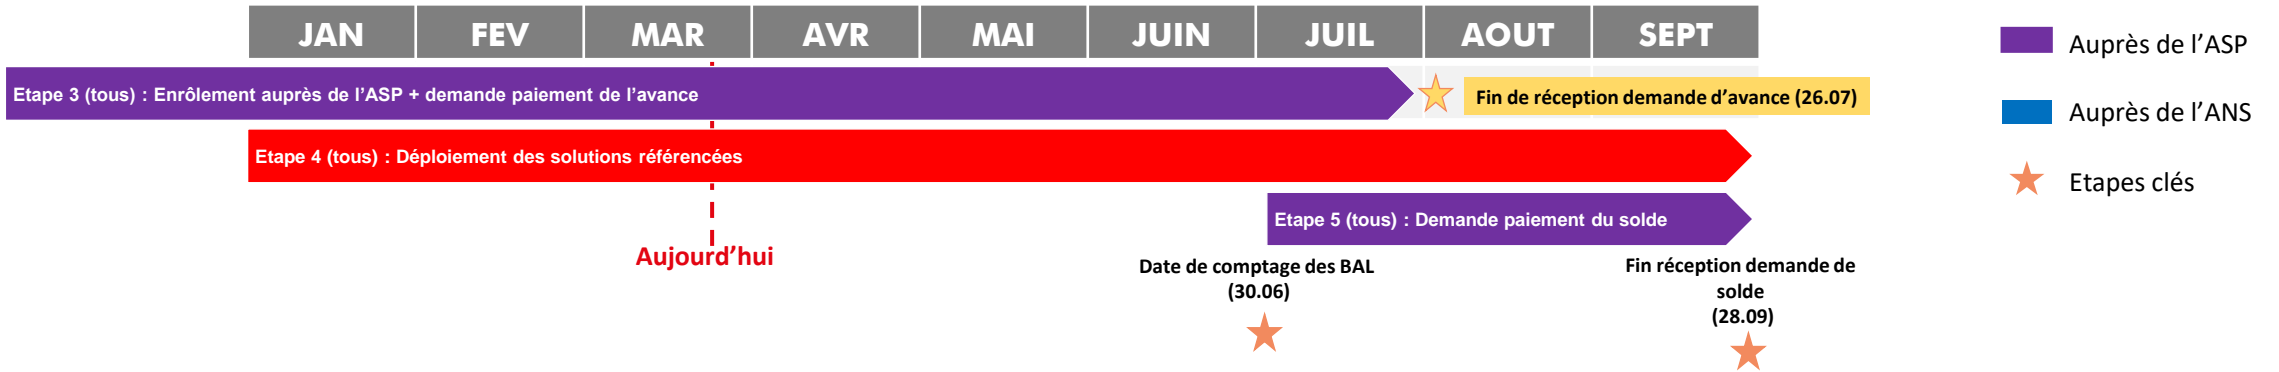 JAN FEV MAR AVR MAI JUIN JUIL AOUT SEPT
Etape 3 (tous) : Enrôlement auprès de l'ASP + demande paiement de l'avance
Fin de réception demande d'avance (26.07)
Etape 4 (tous) : Déploiement des solutions référencées
Etape 5 (tous) : Demande paiement du solde
Aujourd'hui
Date de comptage des BAL
(30.06)
Fin réception demande de
solde
(28.09)
Auprès de l'ASP
Auprès de l'ANS
Etapes clés